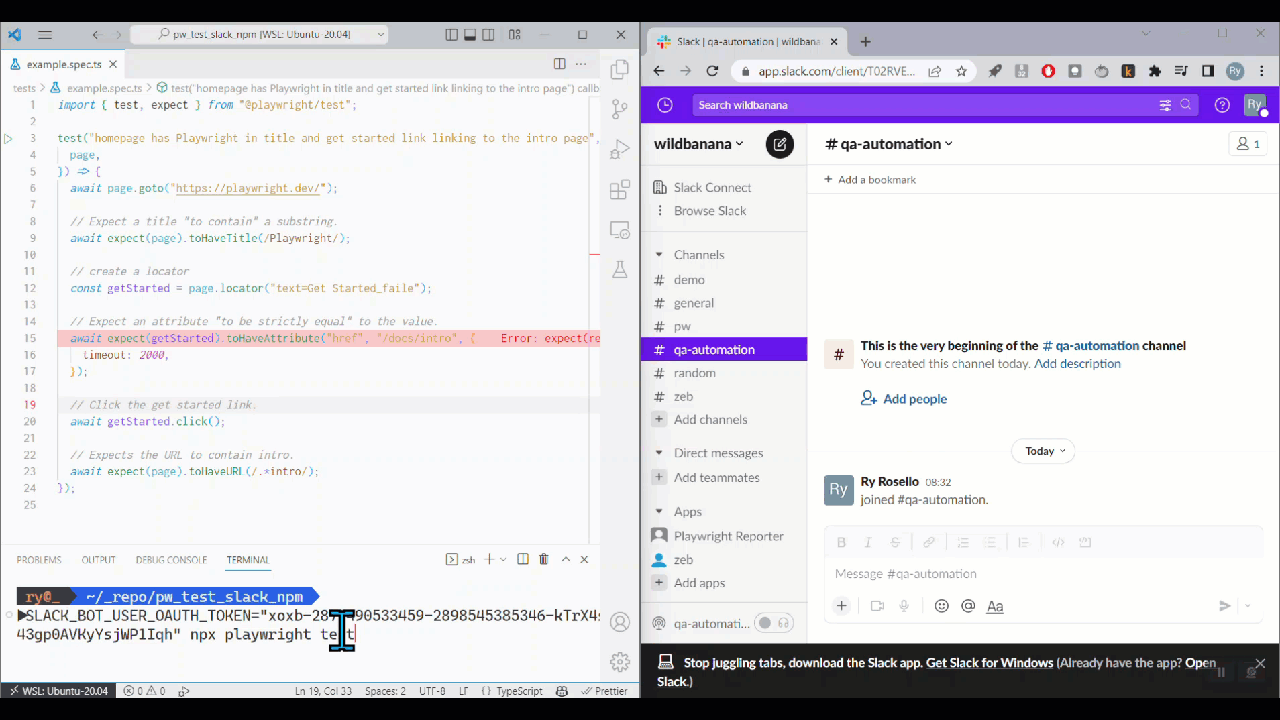 pw_test_slack_npm [WSL: Ubuntu-20.04]
example.spec.ts
tests > example.spec.ts > test("homepage has Playwright in title and get started link linking to the intro page") callb
1 import { test, expect } from "@playwright/test";
2
3 test("homepage has Playwright in title and get started link linking to the intro page",
4 page,
5 }) => {
6 await page.goto("https://playwright.dev/");
7
8 // Expect a title "to contain" a substring.
9 await expect(page).toHaveTitle(/Playwright/);
10
11 // create a locator
12 const getStarted = page.locator("text=Get Started_faile");
13
14 // Expect an attribute "to be strictly equal" to the value.
15 await expect(getStarted).toHaveAttribute("href", "/docs/intro", { Error: expect(re
16 timeout: 2000,
17 });
18
19 // Click the get started link.
20 await getStarted.click();
21
22 // Expects the URL to contain intro.
23 await expect(page).toHaveURL(/.*intro/);
24 });
25
PROBLEMS OUTPUT DEBUG CONSOLE TERMINAL
zsh
ry@_ ~/_repo/pw_test_slack_npm
SLACK_BOT_USER_OAUTH_TOKEN=
npx playwright test
WSL: Ubuntu-20.04 0 0 Ln 19, Col 33 Spaces: 2 UTF-8 LF {} TypeScript Prettier
Slack | qa-automation | wildbana
app.slack.com/client/T02RVE...
Ry
Search wildbanana
Ry
wildbanana
Slack Connect
Browse Slack
Channels
# demo
# general
# pw
# qa-automation
# random
# zeb
+ Add channels
Direct messages
+ Add teammates
Apps
Playwright Reporter
zeb
+ Add apps
qa-automati...
# qa-automation
1
+ Add a bookmark
#
This is the very beginning of the # qa-automation channel
You created this channel today. Add description
Add people
Today
Ry
Ry Rosello 08:32
joined #qa-automation.
B I S
Message #qa-automation
+ @ Aa
Stop juggling tabs, download the Slack app. Get Slack for Windows (Already have the app? Open
Slack.)